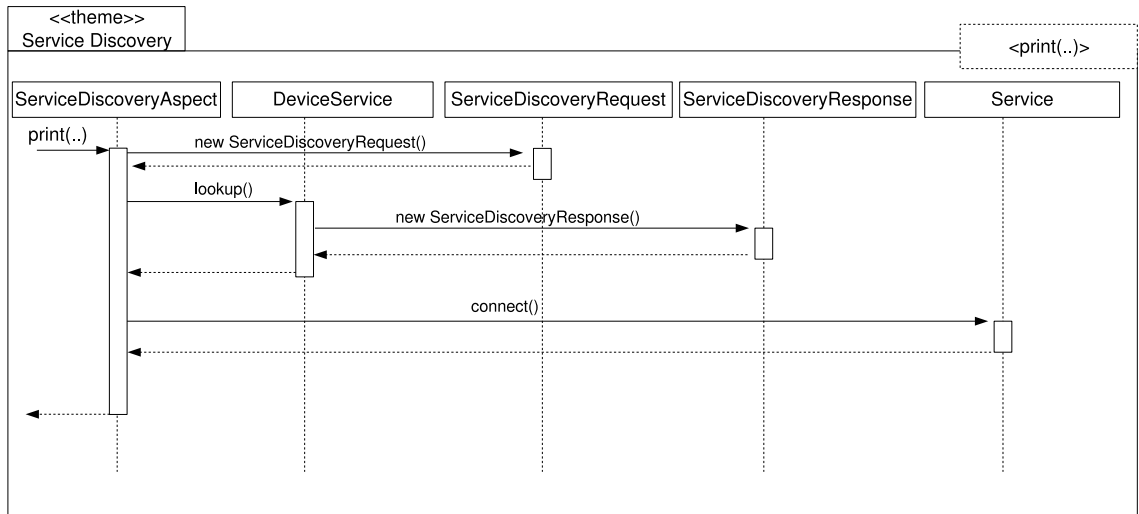 <<theme>>
Service Discovery
<print(..)>
ServiceDiscoveryAspect
DeviceService
ServiceDiscoveryRequest
ServiceDiscoveryResponse
Service
print(..)
new ServiceDiscoveryRequest()
lookup()
new ServiceDiscoveryResponse()
connect()